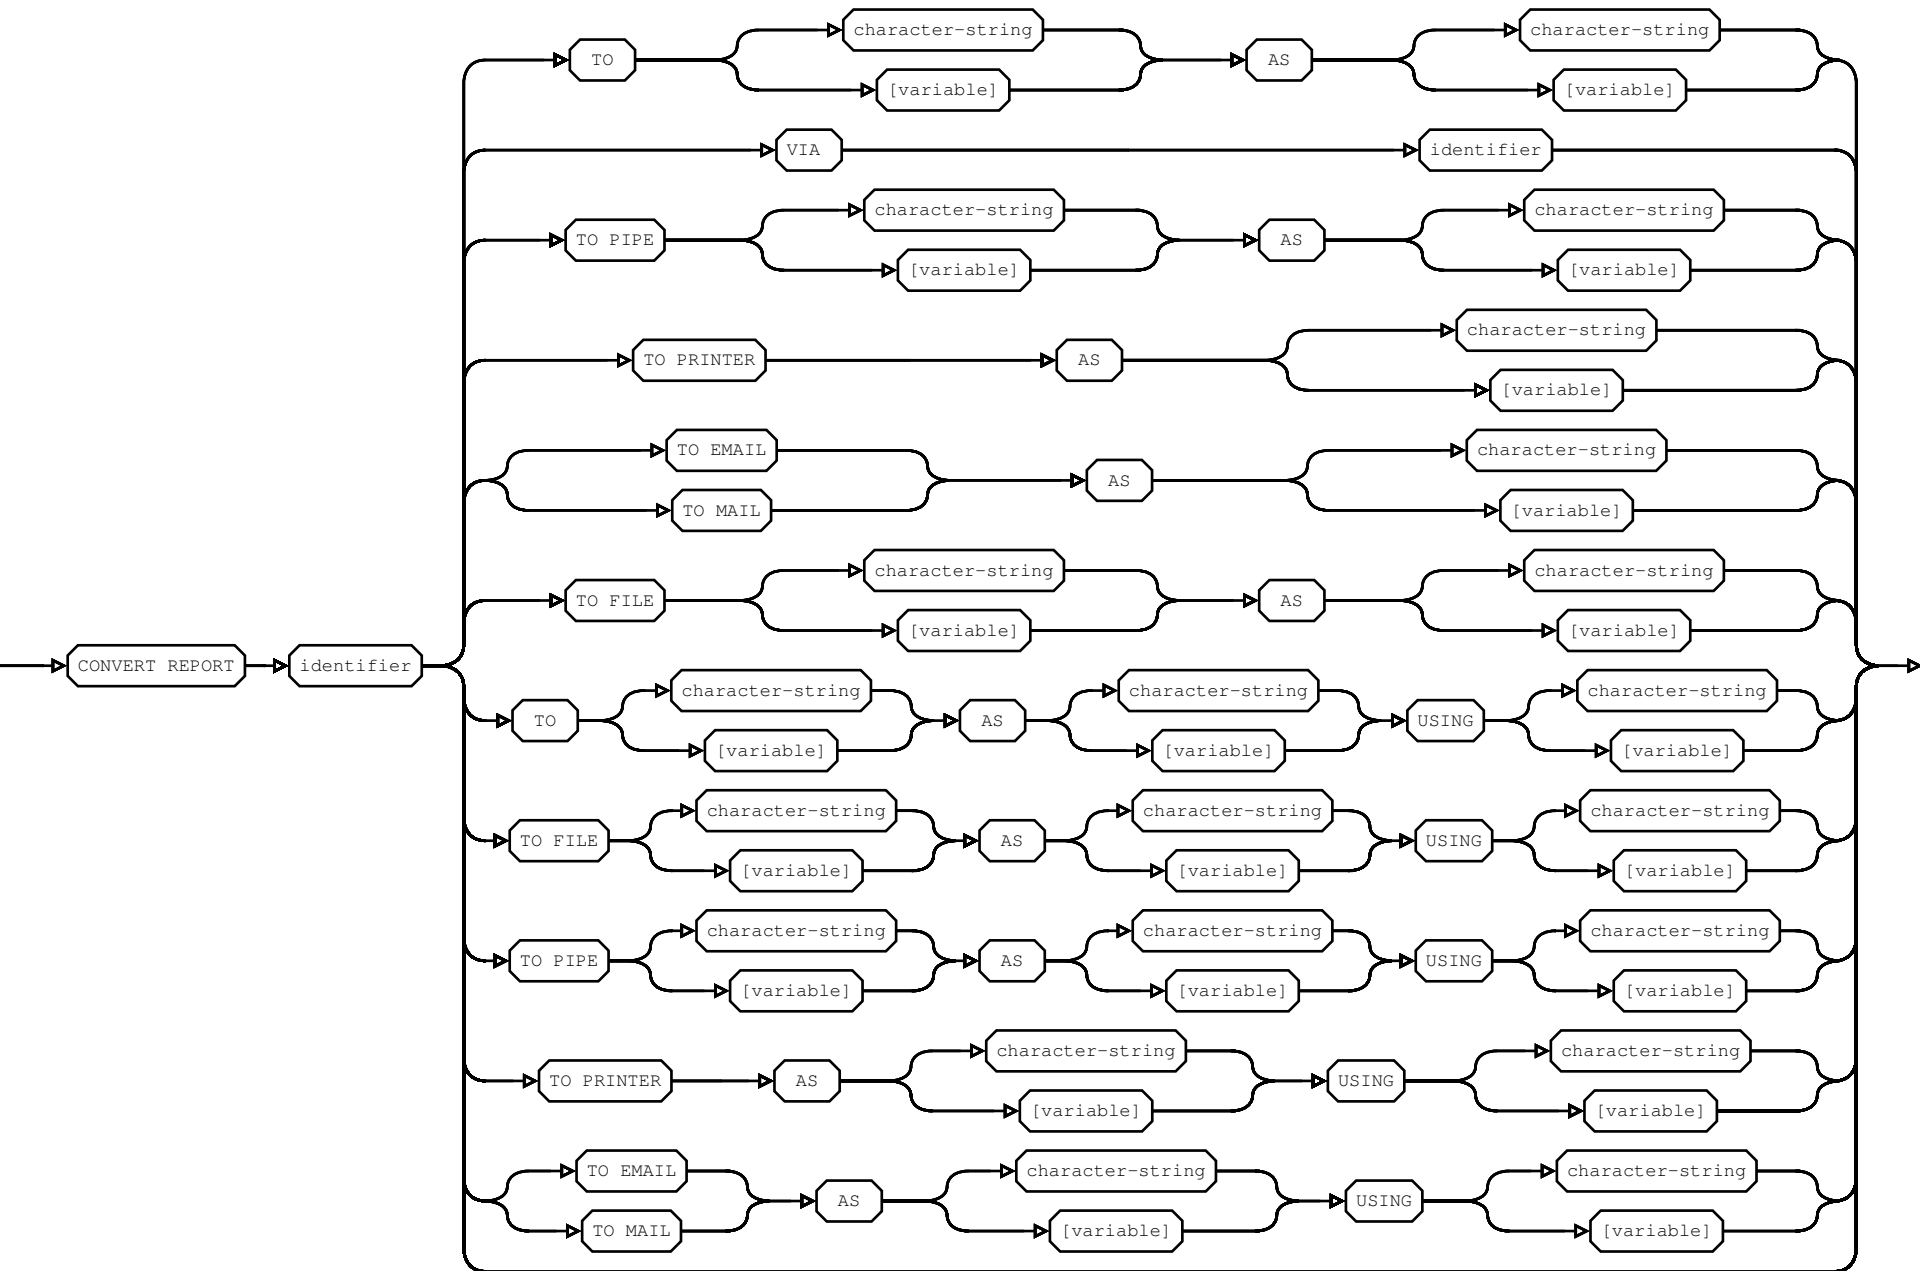 character-string character-string
TO AS
[variable] [variable]
VIA identifier
character-string character-string
TO PIPE AS
[variable] [variable]
character-string
TO PRINTER AS
[variable]
TO EMAIL character-string
AS
TO MAIL [variable]
character-string character-string
TO FILE AS
[variable] [variable]
CONVERT REPORT identifier
character-string character-string character-string
TO AS USING
[variable] [variable] [variable]
character-string character-string character-string
TO FILE AS USING
[variable] [variable] [variable]
character-string character-string character-string
TO PIPE AS USING
[variable] [variable] [variable]
character-string character-string
TO PRINTER AS USING
[variable] [variable]
TO EMAIL character-string character-string
AS USING
TO MAIL [variable] [variable]